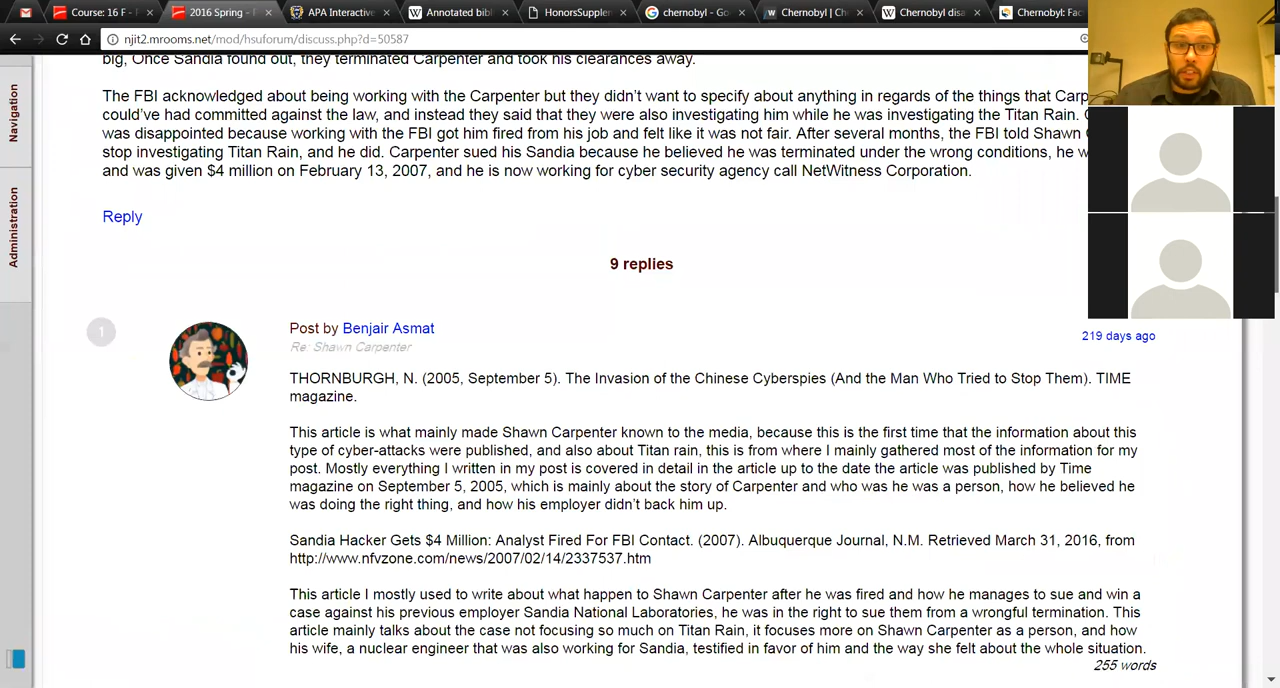 Course: 16 F -
2016 Spring -
APA Interactive
Annotated bibl
HonorsSupplem
chernobyl - Go
Chernobyl | Ch
Chernobyl disa
Chernobyl: Fac
njit2.mrooms.net/mod/hsuforum/discuss.php?d=50587
Navigation
Administration
big, Once Sandia found out, they terminated Carpenter and took his clearances away.
The FBI acknowledged about being working with the Carpenter but they didn't want to specify about anything in regards of the things that Carp
could've had committed against the law, and instead they said that they were also investigating him while he was investigating the Titan Rain.
was disappointed because working with the FBI got him fired from his job and felt like it was not fair. After several months, the FBI told Shawn
stop investigating Titan Rain, and he did. Carpenter sued his Sandia because he believed he was terminated under the wrong conditions, he w
and was given $4 million on February 13, 2007, and he is now working for cyber security agency call NetWitness Corporation.
Reply
9 replies
1
Post by Benjair Asmat
Re: Shawn Carpenter
219 days ago
THORNBURGH, N. (2005, September 5). The Invasion of the Chinese Cyberspies (And the Man Who Tried to Stop Them). TIME
magazine.
This article is what mainly made Shawn Carpenter known to the media, because this is the first time that the information about this
type of cyber-attacks were published, and also about Titan rain, this is from where I mainly gathered most of the information for my
post. Mostly everything I written in my post is covered in detail in the article up to the date the article was published by Time
magazine on September 5, 2005, which is mainly about the story of Carpenter and who was he was a person, how he believed he
was doing the right thing, and how his employer didn't back him up.
Sandia Hacker Gets $4 Million: Analyst Fired For FBI Contact. (2007). Albuquerque Journal, N.M. Retrieved March 31, 2016, from
http://www.nfvzone.com/news/2007/02/14/2337537.htm
This article I mostly used to write about what happen to Shawn Carpenter after he was fired and how he manages to sue and win a
case against his previous employer Sandia National Laboratories, he was in the right to sue them from a wrongful termination. This
article mainly talks about the case not focusing so much on Titan Rain, it focuses more on Shawn Carpenter as a person, and how
his wife, a nuclear engineer that was also working for Sandia, testified in favor of him and the way she felt about the whole situation.
255 words